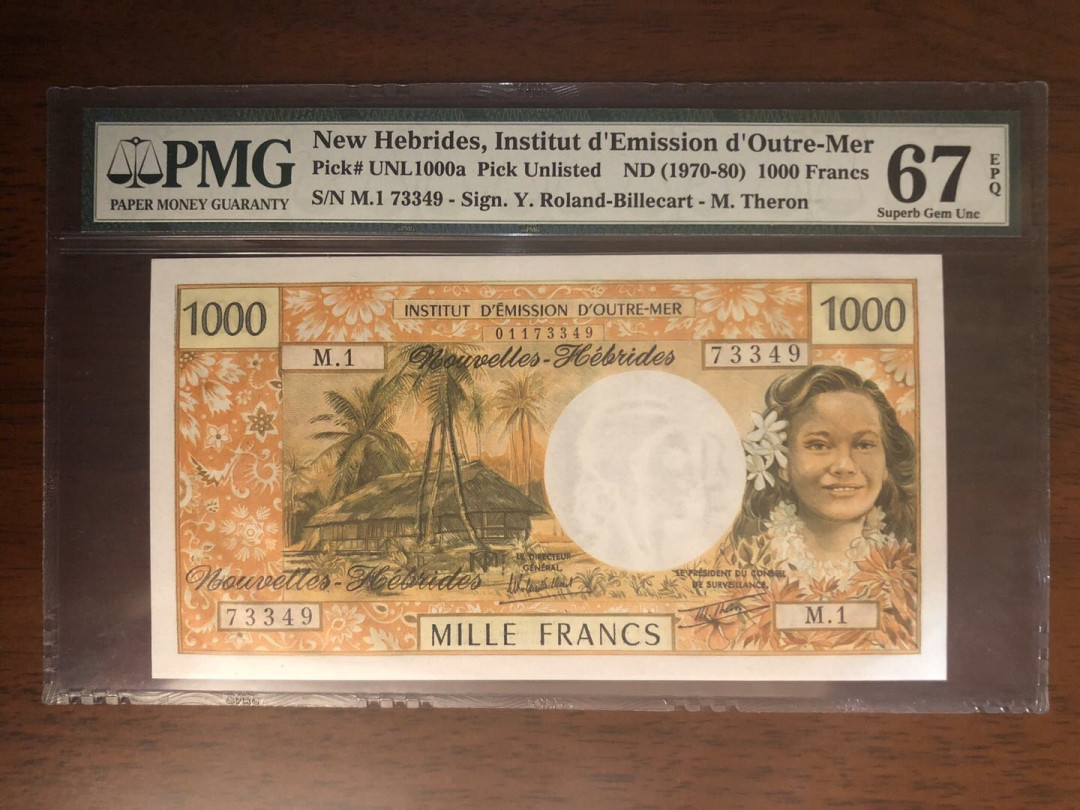 PMG
PAPER MONEY GUARANTY
New Hebrides, Institut d'Emission d'Outre-Mer
Pick# UNL1000a Pick Unlisted ND (1970-80) 1000 Francs
S/N M.1 73349 - Sign. Y. Roland-Billecart - M. Theron
67
EPQ
Superb Gem Unc
1000
INSTITUT D'ÉMISSION D'OUTRE-MER
1000
01173349
M.1
Nouvelles-Hébrides
73349
LE DIRECTEUR
GÉNÉRAL,
LE PRÉSIDENT DU CONSEIL
DE SURVEILLANCE,
Nouvelles-Hébrides
73349
MILLE FRANCS
M.1